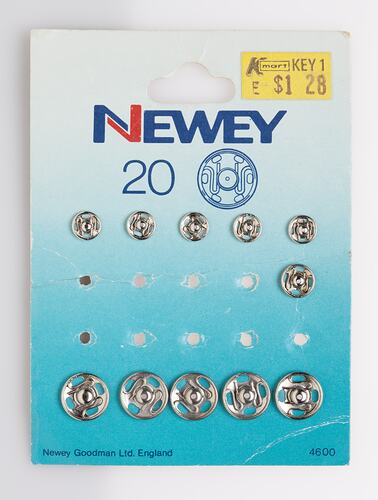 Kmart KEY 1
E $1 28
NEWEY
20
Newey Goodman Ltd. England 4600